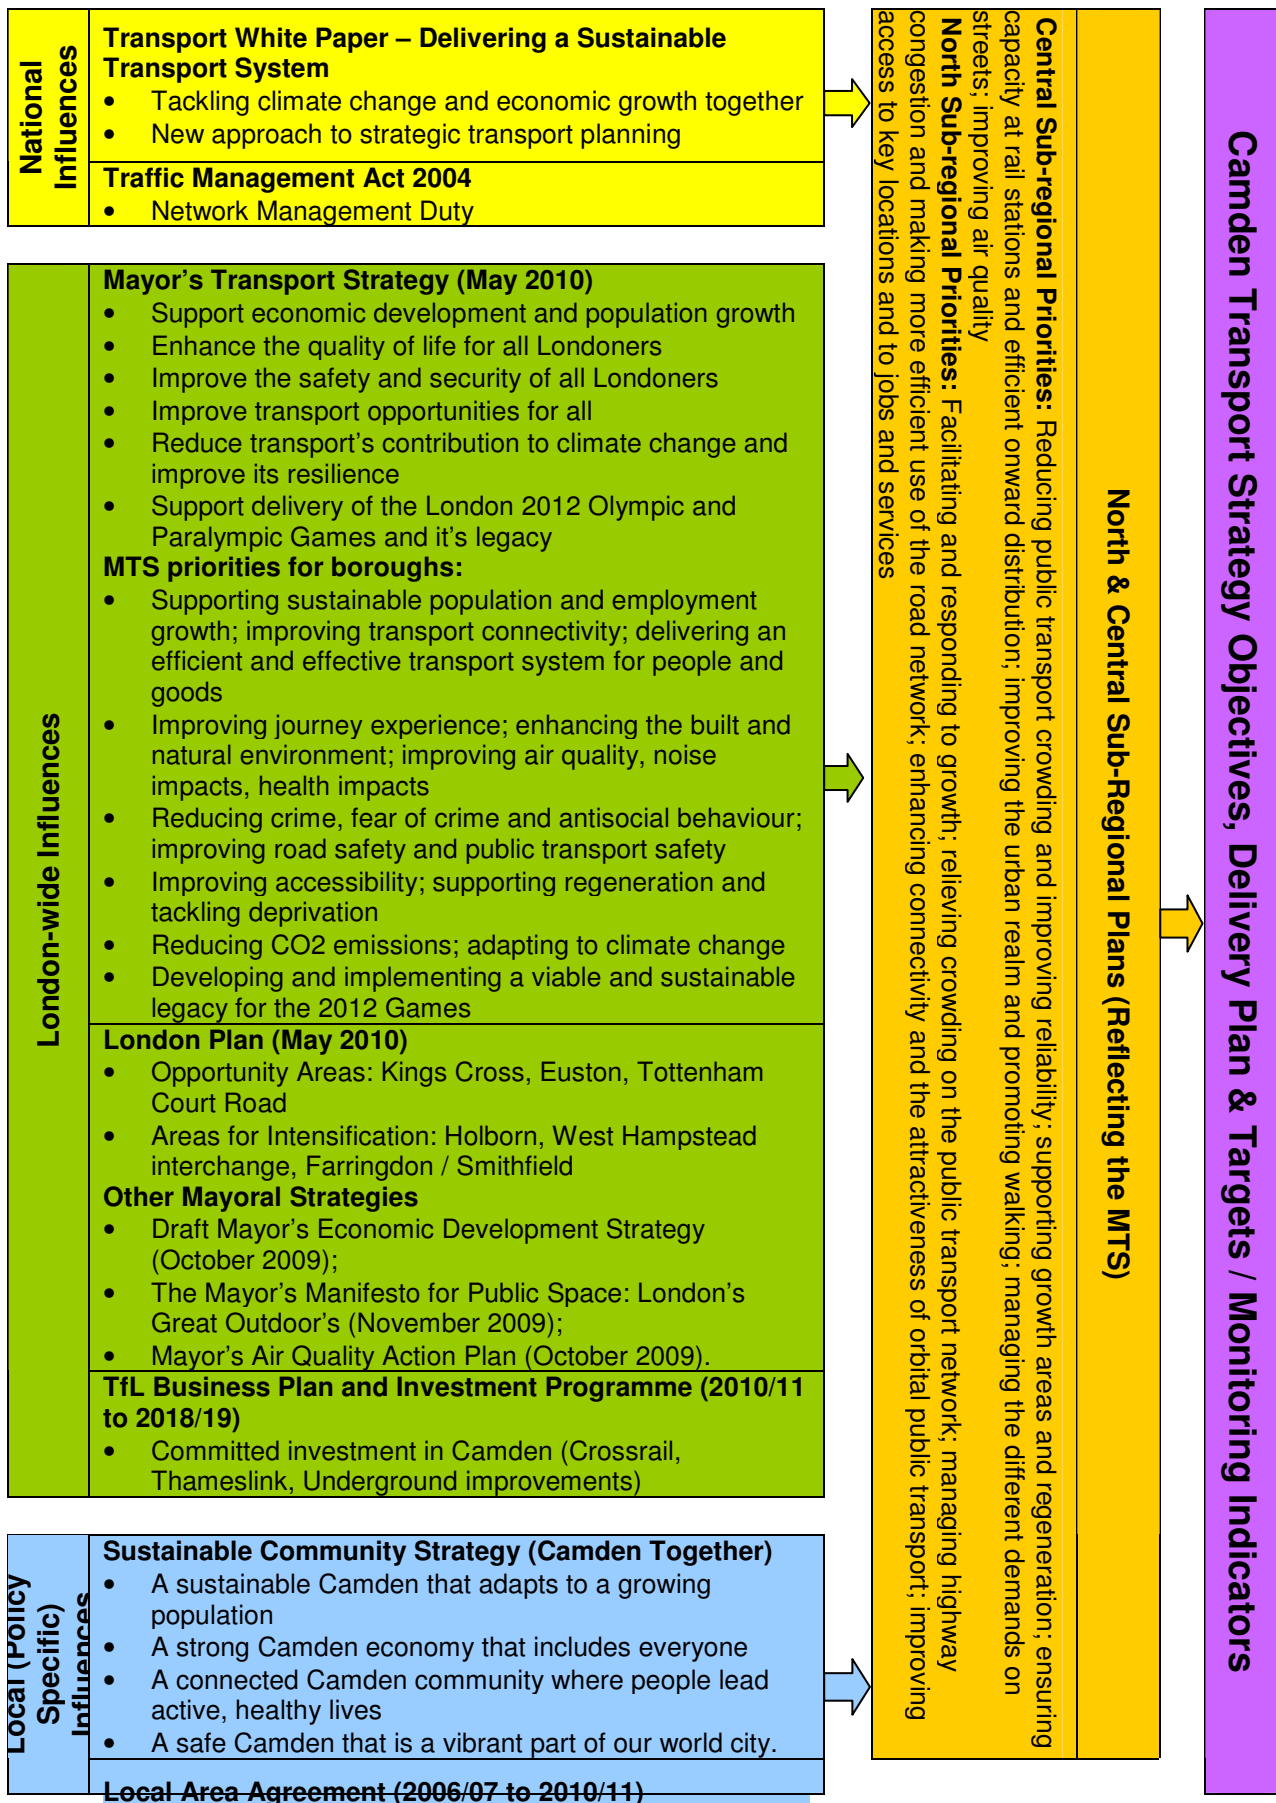 National
Influences
Transport White Paper – Delivering a Sustainable
Transport System
• Tackling climate change and economic growth together
• New approach to strategic transport planning
Traffic Management Act 2004
• Network Management Duty
London-wide Influences
Mayor's Transport Strategy (May 2010)
• Support economic development and population growth
• Enhance the quality of life for all Londoners
• Improve the safety and security of all Londoners
• Improve transport opportunities for all
• Reduce transport's contribution to climate change and
improve its resilience
• Support delivery of the London 2012 Olympic and
Paralympic Games and it's legacy
MTS priorities for boroughs:
• Supporting sustainable population and employment
growth; improving transport connectivity; delivering an
efficient and effective transport system for people and
goods
• Improving journey experience; enhancing the built and
natural environment; improving air quality, noise
impacts, health impacts
• Reducing crime, fear of crime and antisocial behaviour;
improving road safety and public transport safety
• Improving accessibility; supporting regeneration and
tackling deprivation
• Reducing CO2 emissions; adapting to climate change
• Developing and implementing a viable and sustainable
legacy for the 2012 Games
London Plan (May 2010)
• Opportunity Areas: Kings Cross, Euston, Tottenham
Court Road
• Areas for Intensification: Holborn, West Hampstead
interchange, Farringdon / Smithfield
Other Mayoral Strategies
• Draft Mayor's Economic Development Strategy
(October 2009);
• The Mayor's Manifesto for Public Space: London's
Great Outdoor's (November 2009);
• Mayor's Air Quality Action Plan (October 2009).
TfL Business Plan and Investment Programme (2010/11
to 2018/19)
• Committed investment in Camden (Crossrail,
Thameslink, Underground improvements)
Local (Policy
Specific)
Influences
Sustainable Community Strategy (Camden Together)
• A sustainable Camden that adapts to a growing
population
• A strong Camden economy that includes everyone
• A connected Camden community where people lead
active, healthy lives
• A safe Camden that is a vibrant part of our world city.
Local Area Agreement (2006/07 to 2010/11)
North & Central Sub-Regional Plans (Reflecting the MTS)
Central Sub-regional Priorities: Reducing public transport crowding and improving reliability; supporting growth areas and regeneration; ensuring
capacity at rail stations and efficient onward distribution; improving the urban realm and promoting walking; managing the different demands on
streets; improving air quality
North Sub-regional Priorities: Facilitating and responding to growth; relieving crowding on the public transport network; managing highway
congestion and making more efficient use of the road network; enhancing connectivity and the attractiveness of orbital public transport; improving
access to key locations and to jobs and services
Camden Transport Strategy Objectives, Delivery Plan & Targets / Monitoring Indicators